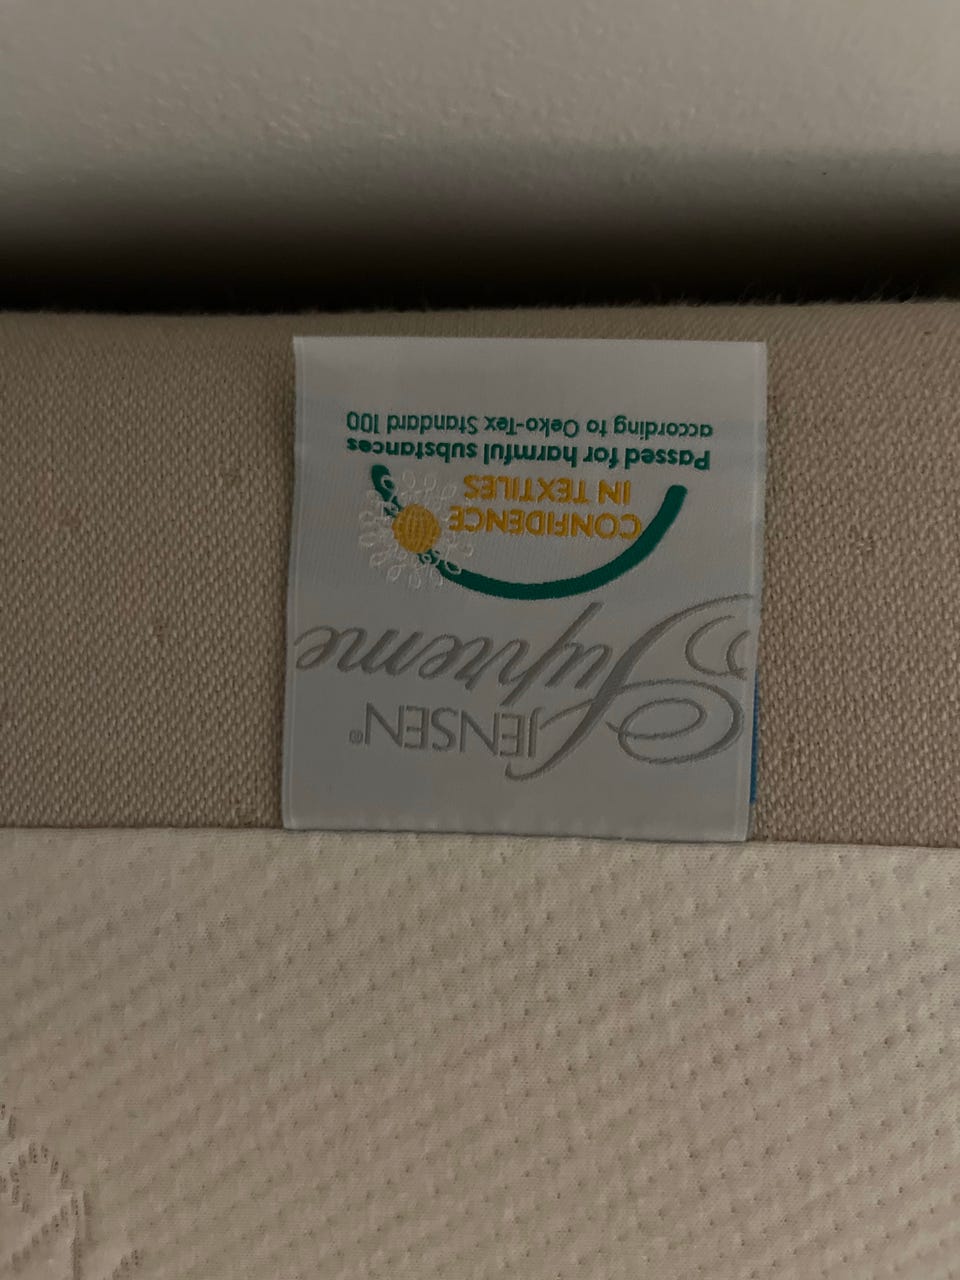 JENSEN®
Supreme
CONFIDENCE
IN TEXTILES
Passed for harmful substances
according to Oeko-Tex Standard 100